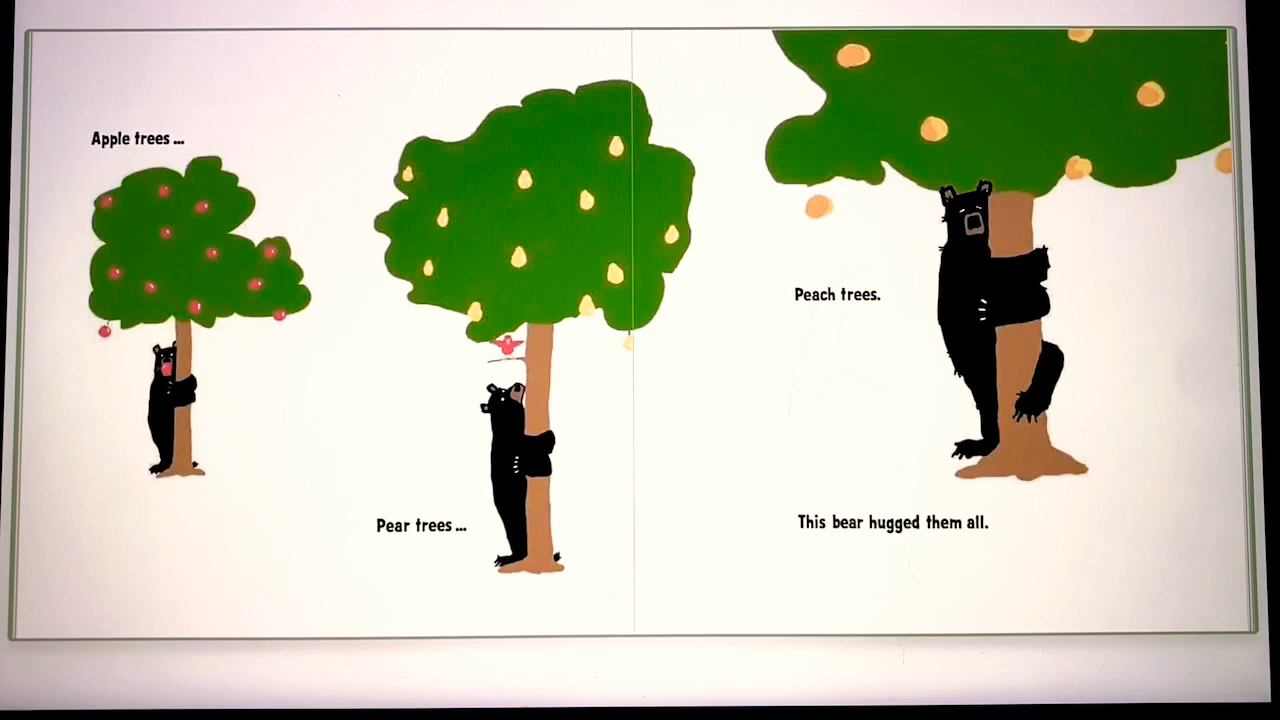 Apple trees ...
Pear trees ...
Peach trees.
This bear hugged them all.